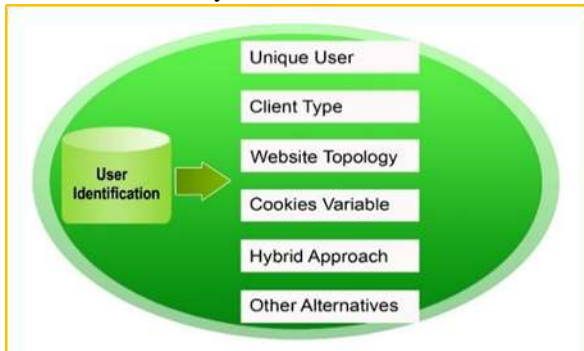 User
Identification
Unique User
Client Type
Website Topology
Cookies Variable
Hybrid Approach
Other Alternatives